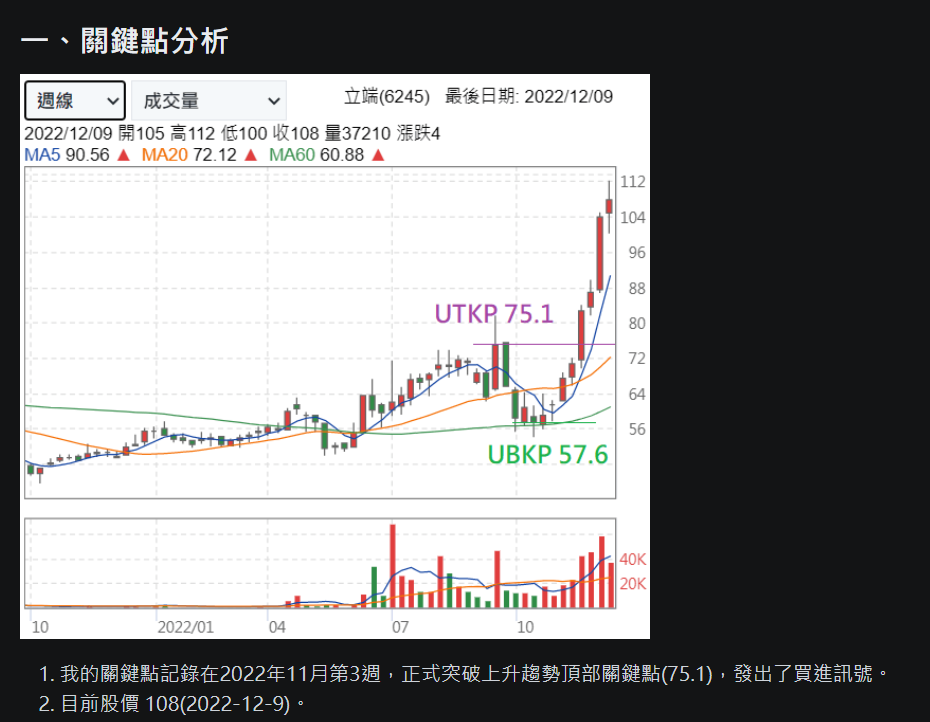 一、關鍵點分析
週線 成交量 立端(6245) 最後日期: 2022/12/09
2022/12/09 開105 高112 低100 收108 量37210 漲跌4
MA5 90.56 ▲ MA20 72.12 ▲ MA60 60.88 ▲
112
104
96
88
UTKP 75.1
80
72
64
56
UBKP 57.6
40K
20K
10 2022/01 04 07 10
1. 我的關鍵點記錄在2022年11月第3週，正式突破上升趨勢頂部關鍵點(75.1)，發出了買進訊號。
2. 目前股價 108(2022-12-9)。